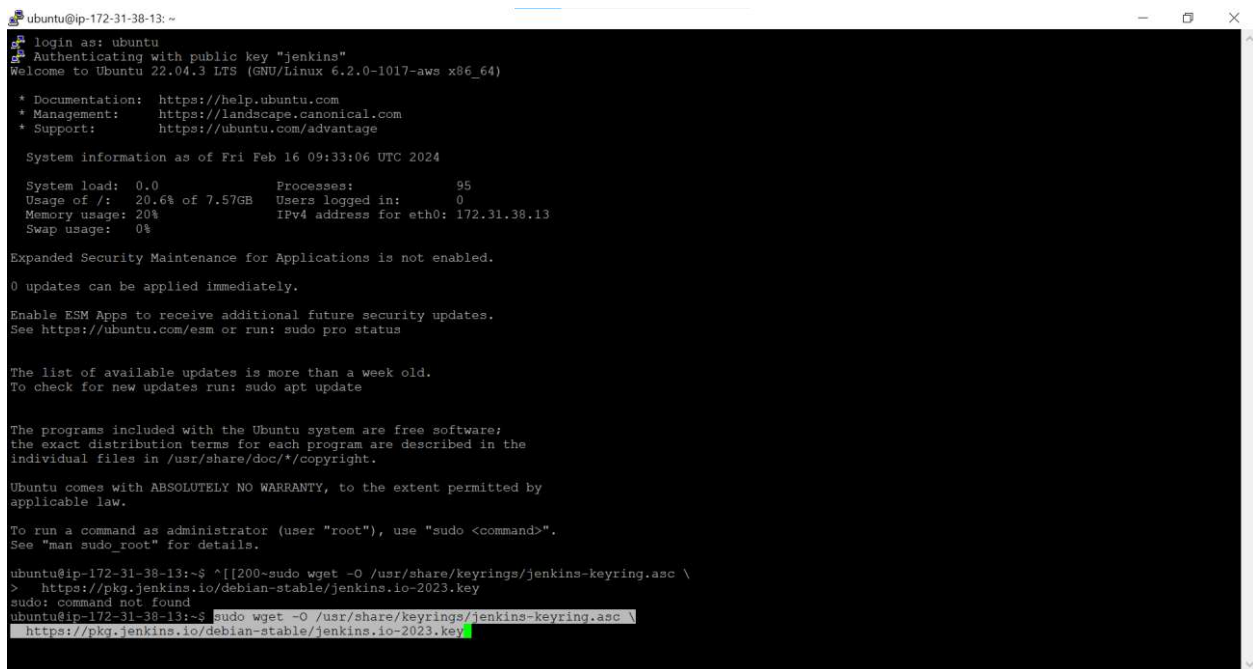 ubuntu@ip-172-31-38-13: ~
login as: ubuntu
Authenticating with public key "jenkins"
Welcome to Ubuntu 22.04.3 LTS (GNU/Linux 6.2.0-1017-aws x86_64)
* Documentation:  https://help.ubuntu.com
* Management:     https://landscape.canonical.com
* Support:        https://ubuntu.com/advantage
System information as of Fri Feb 16 09:33:06 UTC 2024
System load:  0.0               Processes:             95
Usage of /:   20.6% of 7.57GB   Users logged in:       0
Memory usage: 20%               IPv4 address for eth0: 172.31.38.13
Swap usage:   0%
Expanded Security Maintenance for Applications is not enabled.
0 updates can be applied immediately.
Enable ESM Apps to receive additional future security updates.
See https://ubuntu.com/esm or run: sudo pro status
The list of available updates is more than a week old.
To check for new updates run: sudo apt update
The programs included with the Ubuntu system are free software;
the exact distribution terms for each program are described in the
individual files in /usr/share/doc/*/copyright.
Ubuntu comes with ABSOLUTELY NO WARRANTY, to the extent permitted by
applicable law.
To run a command as administrator (user "root"), use "sudo <command>".
See "man sudo_root" for details.
ubuntu@ip-172-31-38-13:~$ ^[[200~sudo wget -O /usr/share/keyrings/jenkins-keyring.asc \
>   https://pkg.jenkins.io/debian-stable/jenkins.io-2023.key
sudo: command not found
ubuntu@ip-172-31-38-13:~$ sudo wget -O /usr/share/keyrings/jenkins-keyring.asc \
https://pkg.jenkins.io/debian-stable/jenkins.io-2023.key